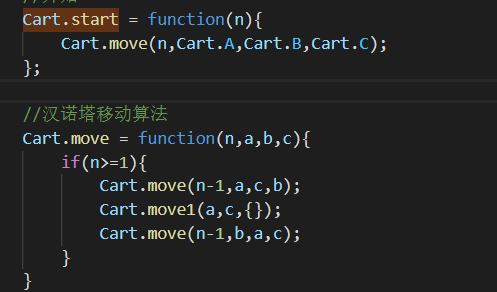 Cart.start = function(n){
    Cart.move(n,Cart.A,Cart.B,Cart.C);
};
//汉诺塔移动算法
Cart.move = function(n,a,b,c){
    if(n>=1){
        Cart.move(n-1,a,c,b);
        Cart.move1(a,c,{});
        Cart.move(n-1,b,a,c);
    }
}